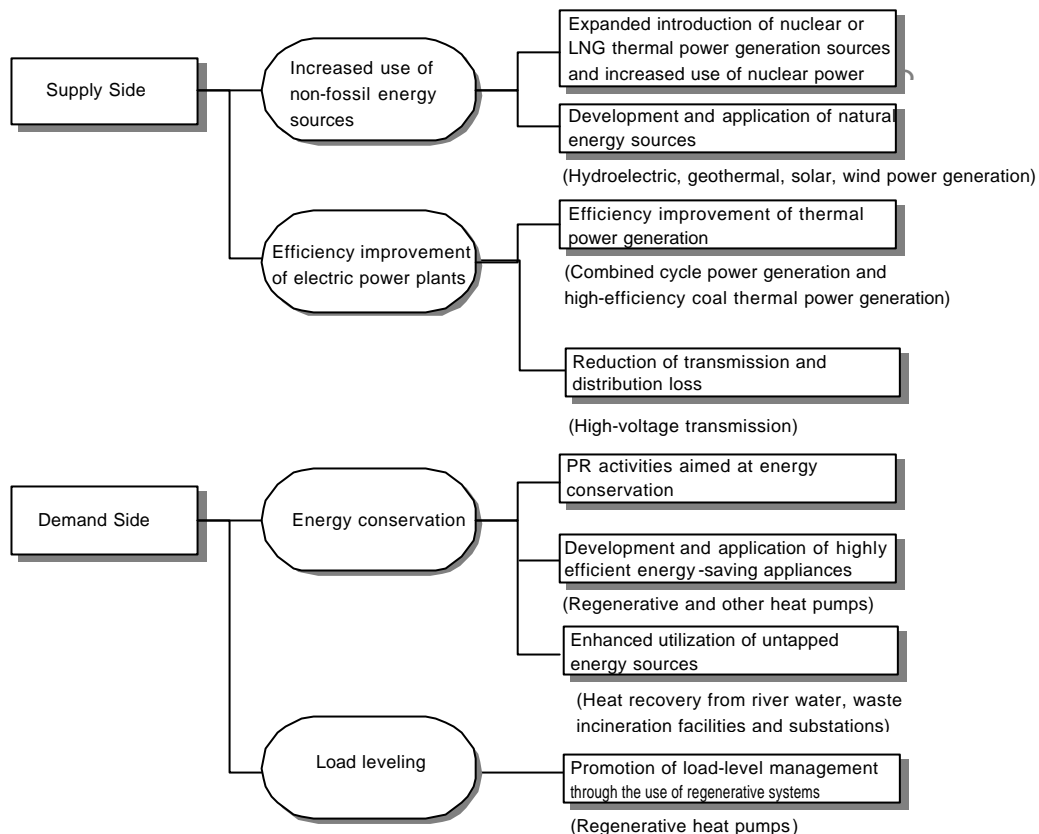 Supply Side
Increased use of
non-fossil energy
sources
Expanded introduction of nuclear or
LNG thermal power generation sources
and increased use of nuclear power
Development and application of natural
energy sources
(Hydroelectric, geothermal, solar, wind power generation)
Efficiency improvement
of electric power plants
Efficiency improvement of thermal
power generation
(Combined cycle power generation and
high-efficiency coal thermal power generation)
Reduction of transmission and
distribution loss
(High-voltage transmission)
Demand Side
Energy conservation
PR activities aimed at energy
conservation
Development and application of highly
efficient energy-saving appliances
(Regenerative and other heat pumps)
Enhanced utilization of untapped
energy sources
(Heat recovery from river water, waste
incineration facilities and substations)
Load leveling
Promotion of load-level management
through the use of regenerative systems
(Regenerative heat pumps)